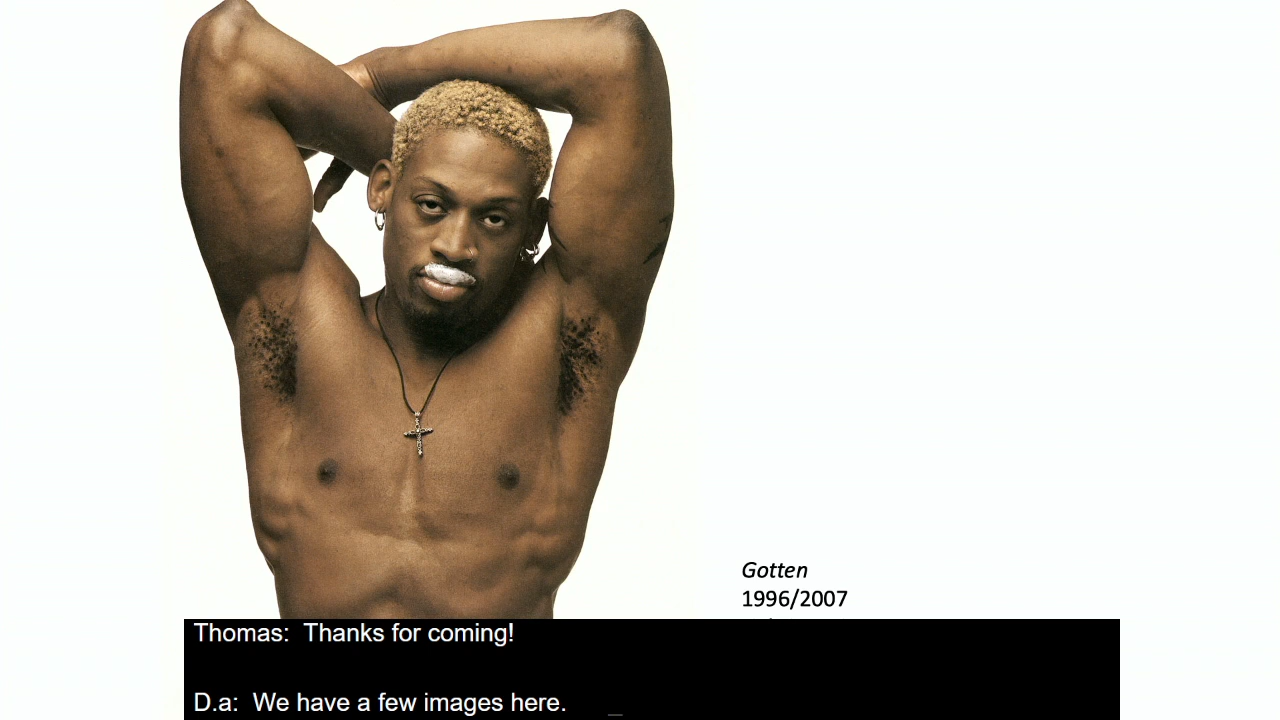 Gotten
1996/2007
Thomas:  Thanks for coming!
D.a:  We have a few images here.